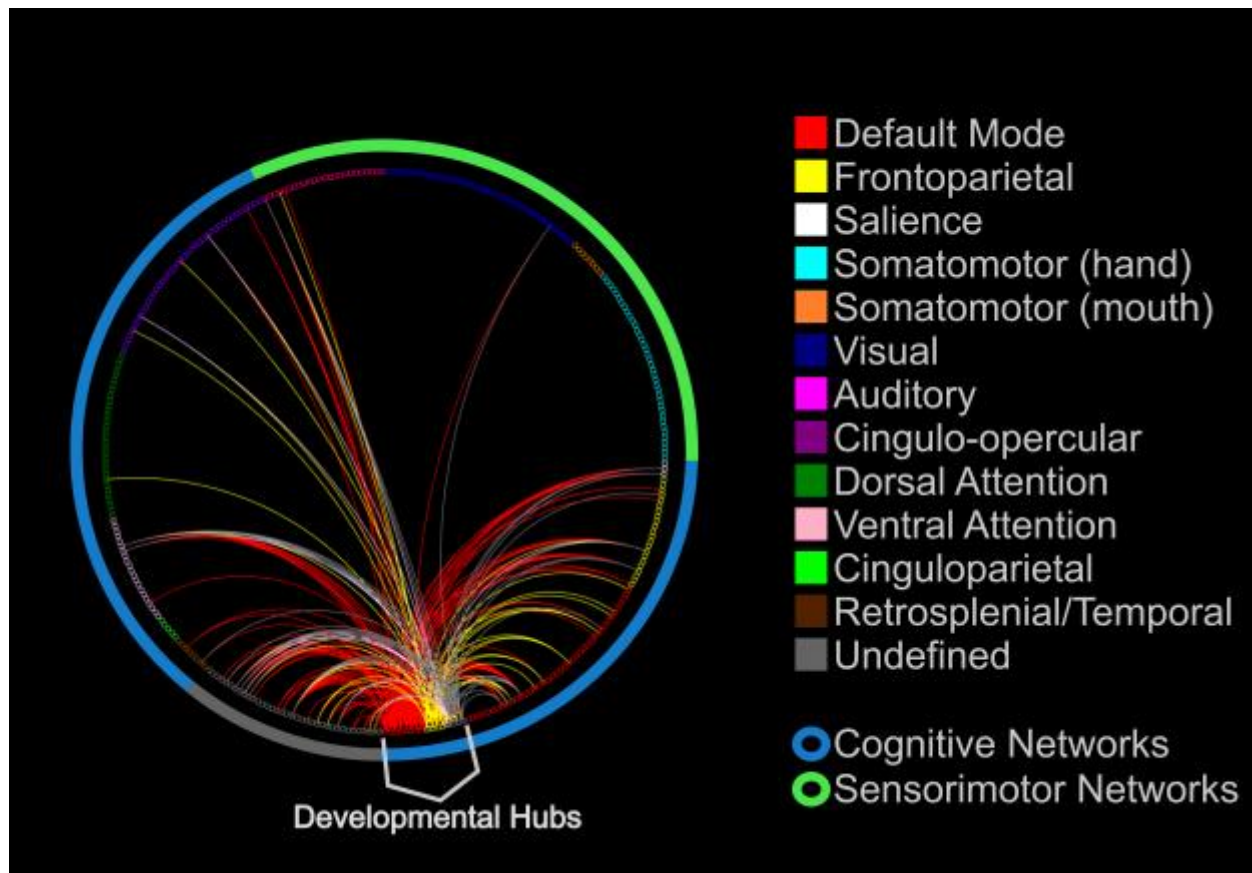 Default Mode
Frontoparietal
Salience
Somatomotor (hand)
Somatomotor (mouth)
Visual
Auditory
Cingulo-opercular
Dorsal Attention
Ventral Attention
Cinguloparietal
Retrosplenial/Temporal
Undefined
Cognitive Networks
Sensorimotor Networks
Developmental Hubs